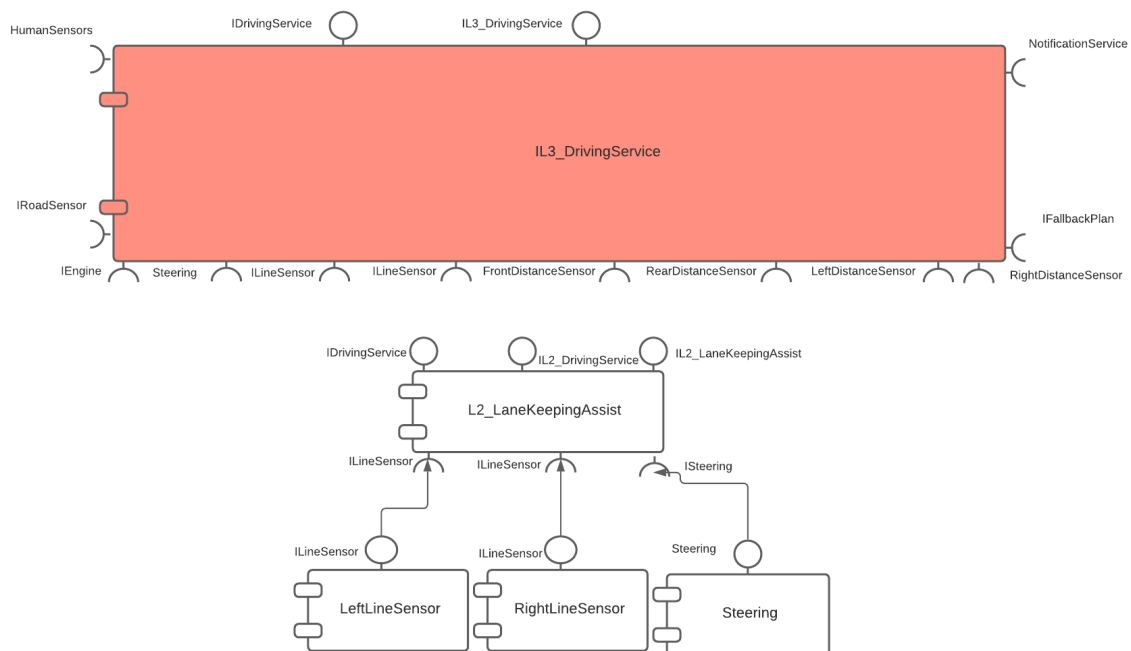 IDrivingService
IL3_DrivingService
HumanSensors
NotificationService
IL3_DrivingService
IRoadSensor
IFallbackPlan
IEngine
Steering
ILineSensor
ILineSensor
FrontDistanceSensor
RearDistanceSensor
LeftDistanceSensor
RightDistanceSensor
IDrivingService
IL2_DrivingService
IL2_LaneKeepingAssist
L2_LaneKeepingAssist
ILineSensor
ILineSensor
ISteering
ILineSensor
ILineSensor
Steering
LeftLineSensor
RightLineSensor
Steering